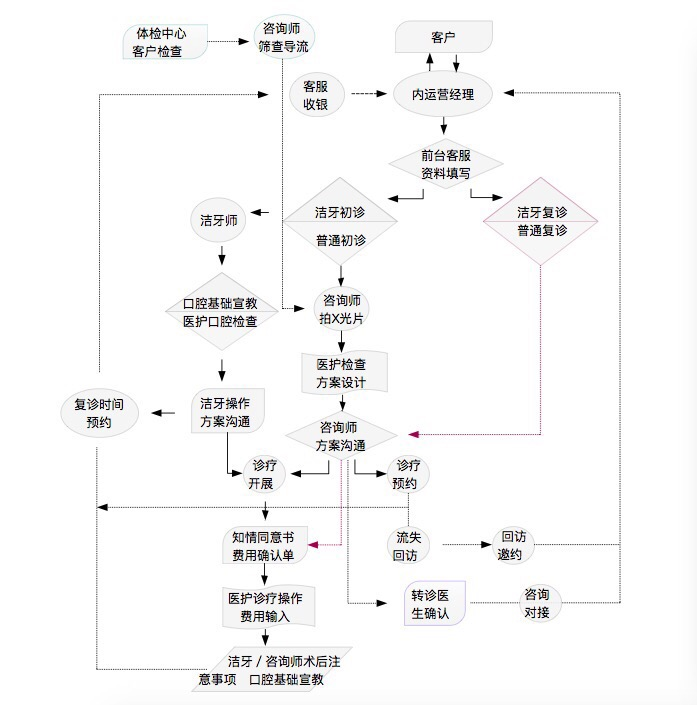 体检中心
客户检查
咨询师
筛查导流
客户
客服
收银
内运营经理
前台客服
资料填写
洁牙师
洁牙初诊
普通初诊
洁牙复诊
普通复诊
口腔基础宣教
医护口腔检查
咨询师
拍X光片
医护检查
方案设计
复诊时间
预约
洁牙操作
方案沟通
咨询师
方案沟通
诊疗
开展
诊疗
预约
知情同意书
费用确认单
流失
回访
回访
邀约
医护诊疗操作
费用输入
转诊医
生确认
咨询
对接
洁牙 / 咨询师术后注
意事项 口腔基础宣教